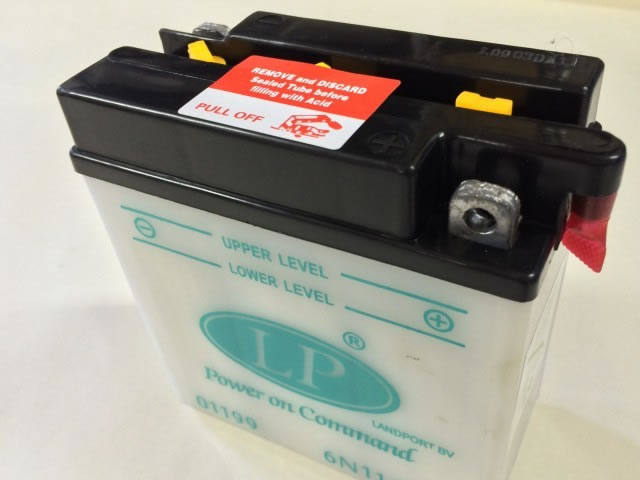 REMOVE and DISCARD
Sealed Tube before
filling with Acid
PULL OFF
UPPER LEVEL
LOWER LEVEL
LP ®
Power on Command
LANDPORT BV
01199
6N11